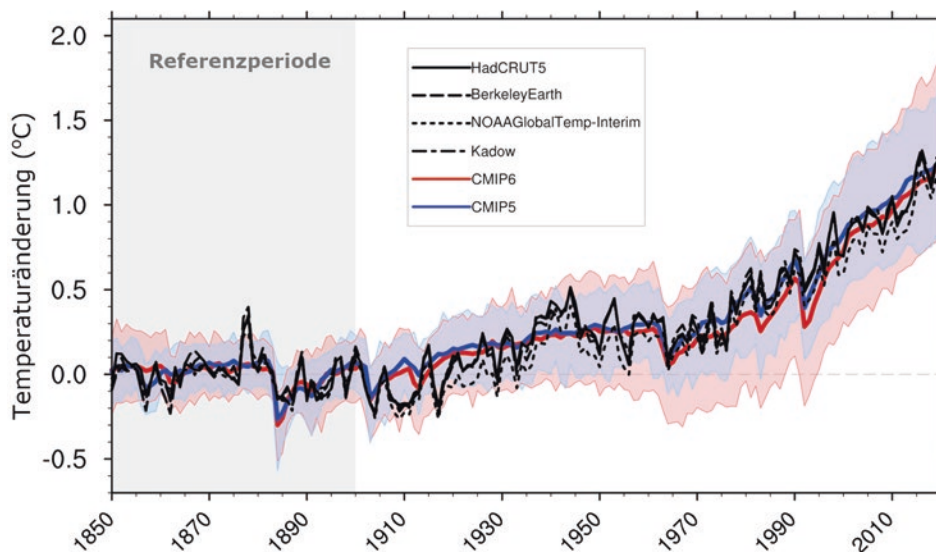 Temperaturänderung (ºC)
2.0
1.5
1.0
0.5
0.0
-0.5
Referenzperiode
HadCRUT5
BerkeleyEarth
NOAAGlobalTemp-Interim
Kadow
CMIP6
CMIP5
1850
1870
1890
1910
1930
1950
1970
1990
2010